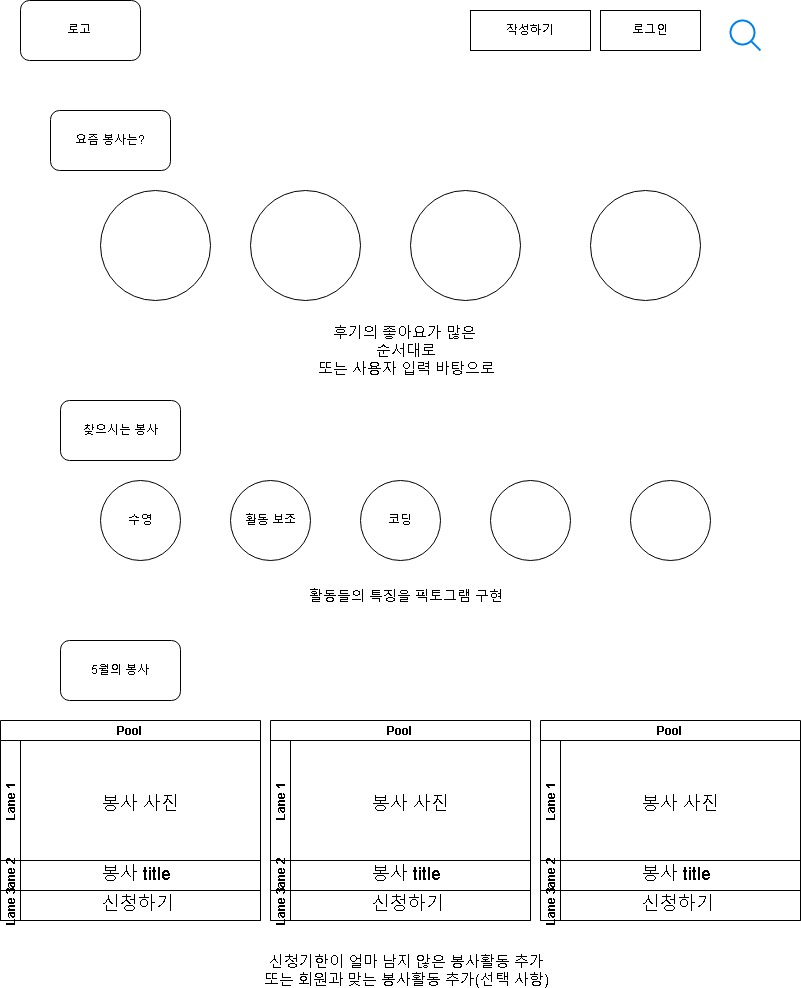 로고
작성하기
로그인
요즘 봉사는?
후기의 좋아요가 많은
순서대로
또는 사용자 입력 바탕으로
찾으시는 봉사
수영
활동 보조
코딩
활동들의 특징을 픽토그램 구현
5월의 봉사
Pool
Lane 1
봉사 사진
ane 2
봉사 title
Lane 3
신청하기
Pool
Lane 1
봉사 사진
ane 2
봉사 title
Lane 3
신청하기
Pool
Lane 1
봉사 사진
ane 2
봉사 title
Lane 3
신청하기
신청기한이 얼마 남지 않은 봉사활동 추가
또는 회원과 맞는 봉사활동 추가(선택 사항)